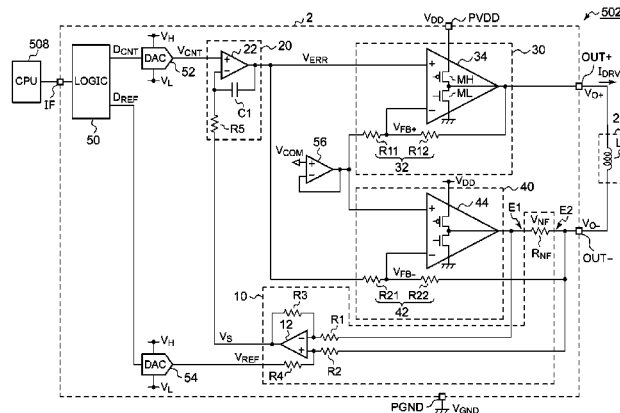 2
502
508
CPU
IF
DCNT
LOGIC
50
DREF
VH
DAC
VL
VCNT
52
22
20
+
−
C1
R5
VERR
VDD
PVDD
34
30
+
MH
ML
−
VFB+
R11
R12
32
OUT+
IDRV
VO+
2
L
VCOM
56
+
−
VDD
40
44
+
−
E1
VNF
E2
VO−
RNF
OUT−
VFB−
R21
R22
42
10
R3
12
VS
−
+
R1
R2
VH
DAC
VL
54
VREF
R4
PGND
VGND